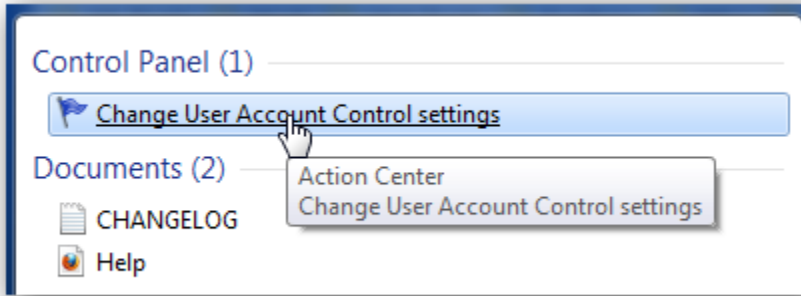 Control Panel (1)
Change User Account Control settings
Documents (2)
Action Center
Change User Account Control settings
CHANGELOG
Help